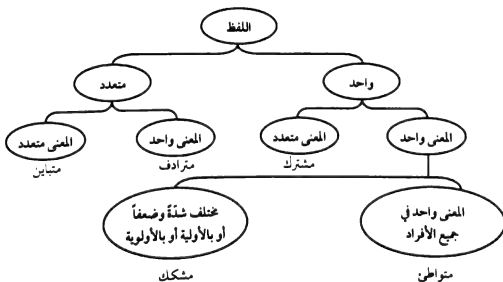 اللفظ
واحد
متعدد
المعنى واحد
المعنى متعدد
المعنى واحد
المعنى متعدد
مشترك
مترادف
متباين
المعنى واحد في
جميع الأفراد
مختلف شدّةً وضعفاً
أو بالأولية أو بالأولوية
متواطئ
مشكك